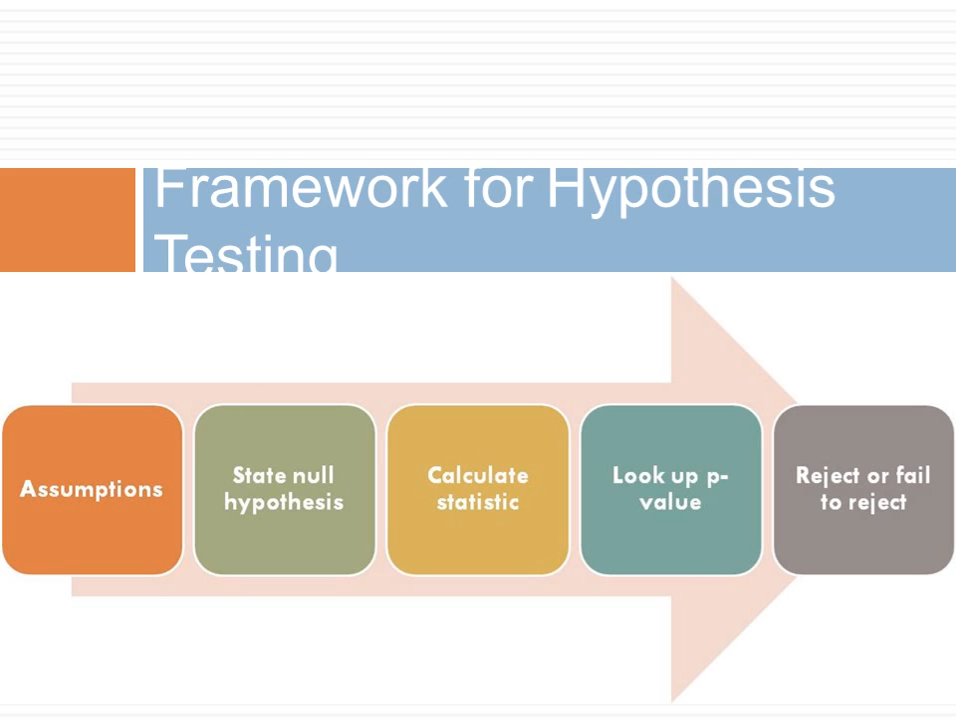 Framework for Hypothesis
Testing
Assumptions
State null
hypothesis
Calculate
statistic
Look up p-
value
Reject or fail
to reject